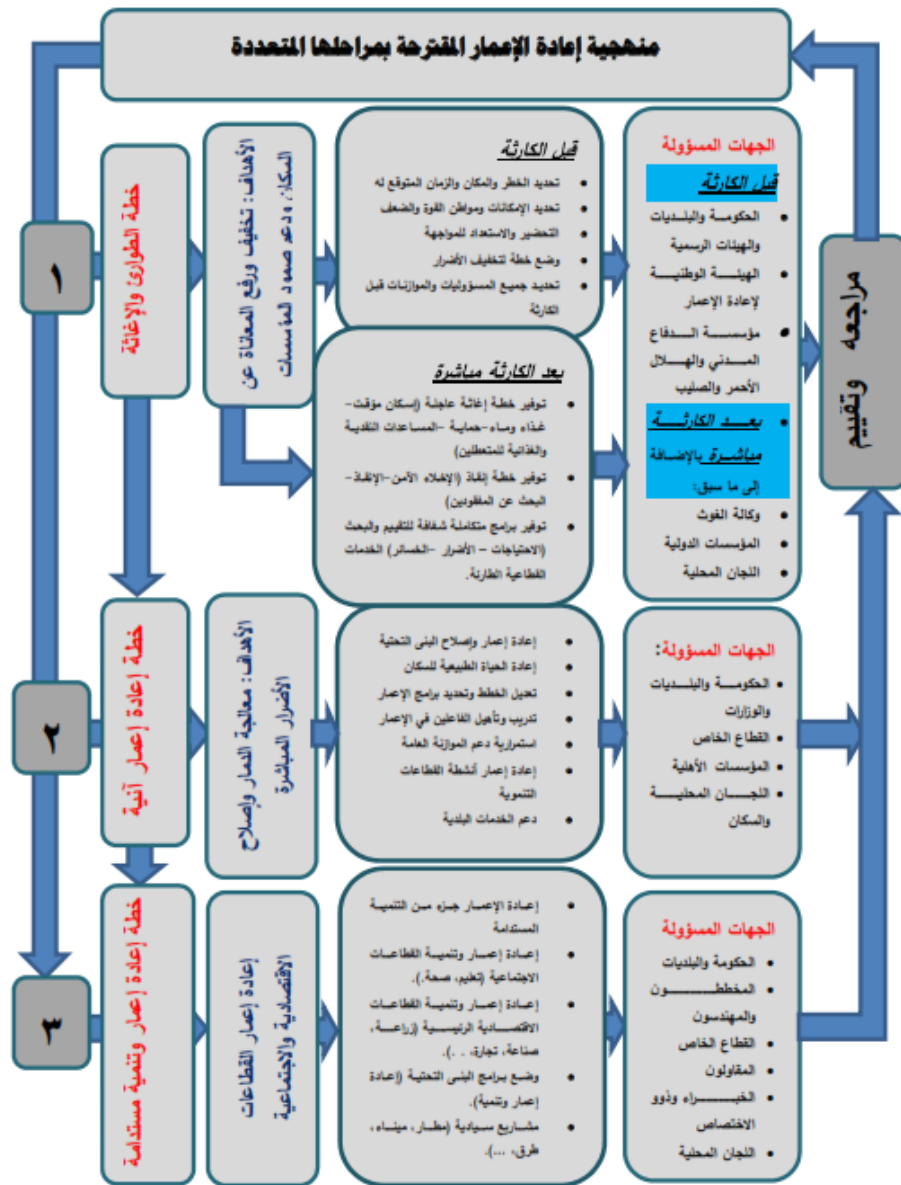 منهجية إعادة الإعمار المقترحة بمراحلها المتعددة
١
خطة الطوارئ والإغاثة
الأهداف: تخفيف ورفع المعاناة عن
السكان ودعم صمود المؤسسات
قبل الكارثة
تحديد الخطر والمكان والزمان المتوقع له
تحديد الإمكانات ومواطن القوة والضعف
التحضير والاستعداد للمواجهة
وضع خطة لتخفيف الأضرار
تحديد جميع المسؤوليات والموازنات قبل
الكارثة
بعد الكارثة مباشرة
توفير خطة إغاثة عاجلة (إسكان مؤقت-
غذاء وماء-حماية -المساعدات النقدية
والغذائية للمتعطلين)
توفير خطة إنقاذ (الإخلاء الآمن-الإنقاذ-
البحث عن المفقودين)
توفير برامج متكاملة شفافة للتقييم والبحث
(الاحتياجات - الأضرار -الخسائر) الخدمات
القطاعية الطارئة.
الجهات المسؤولة
قبل الكارثة
الحكومة والبلديات
والهيئات الرسمية
الهيئة الوطنية
لإعادة الإعمار
مؤسسة الدفاع
المدني والهلال
الأحمر والصليب
بعد الكارثة
مباشرة بالإضافة
إلى ما سبق:
وكالة الغوث
المؤسسات الدولية
اللجان المحلية
٢
خطة إعادة إعمار آنية
الأهداف: معالجة الدمار وإصلاح
الأضرار المباشرة
إعادة إعمار وإصلاح البنى التحتية
إعادة الحياة الطبيعية للسكان
تعديل الخطط وتحديد برامج الإعمار
تدريب وتأهيل الفاعلين في الإعمار
استمرارية دعم الموازنة العامة
إعادة إعمار أنشطة القطاعات
التنموية
دعم الخدمات البلدية
الجهات المسؤولة:
الحكومة والبلديات
والوزارات
القطاع الخاص
المؤسسات الأهلية
اللجان المحلية
والسكان
٣
خطة إعادة إعمار وتنمية مستدامة
إعادة إعمار القطاعات
الاقتصادية والاجتماعية
إعادة الإعمار جزء من التنمية
المستدامة
إعادة إعمار وتنمية القطاعات
الاجتماعية (تعليم، صحة.).
إعادة إعمار وتنمية القطاعات
الاقتصادية الرئيسية (زراعة،
صناعة، تجارة، . .).
وضع برامج البنى التحتية (إعادة
إعمار وتنمية).
مشاريع سيادية (مطار، ميناء،
طرق، ...).
الجهات المسؤولة
الحكومة والبلديات
المخططون
والمهندسون
القطاع الخاص
المقاولون
الخبراء وذوو
الاختصاص
اللجان المحلية
مراجعه وتقييم